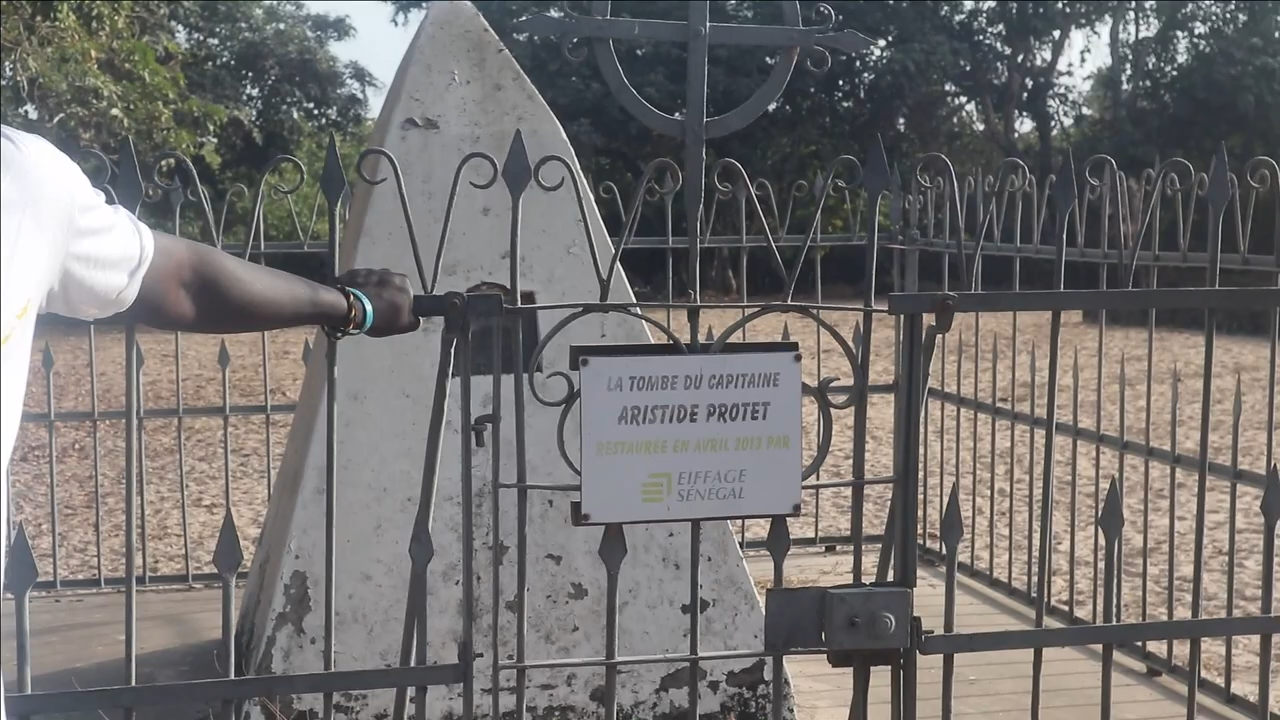 LA TOMBE DU CAPITAINE
ARISTIDE PROTET
RESTAURÉE EN AVRIL 2013 PAR
EIFFAGE
SÉNÉGAL